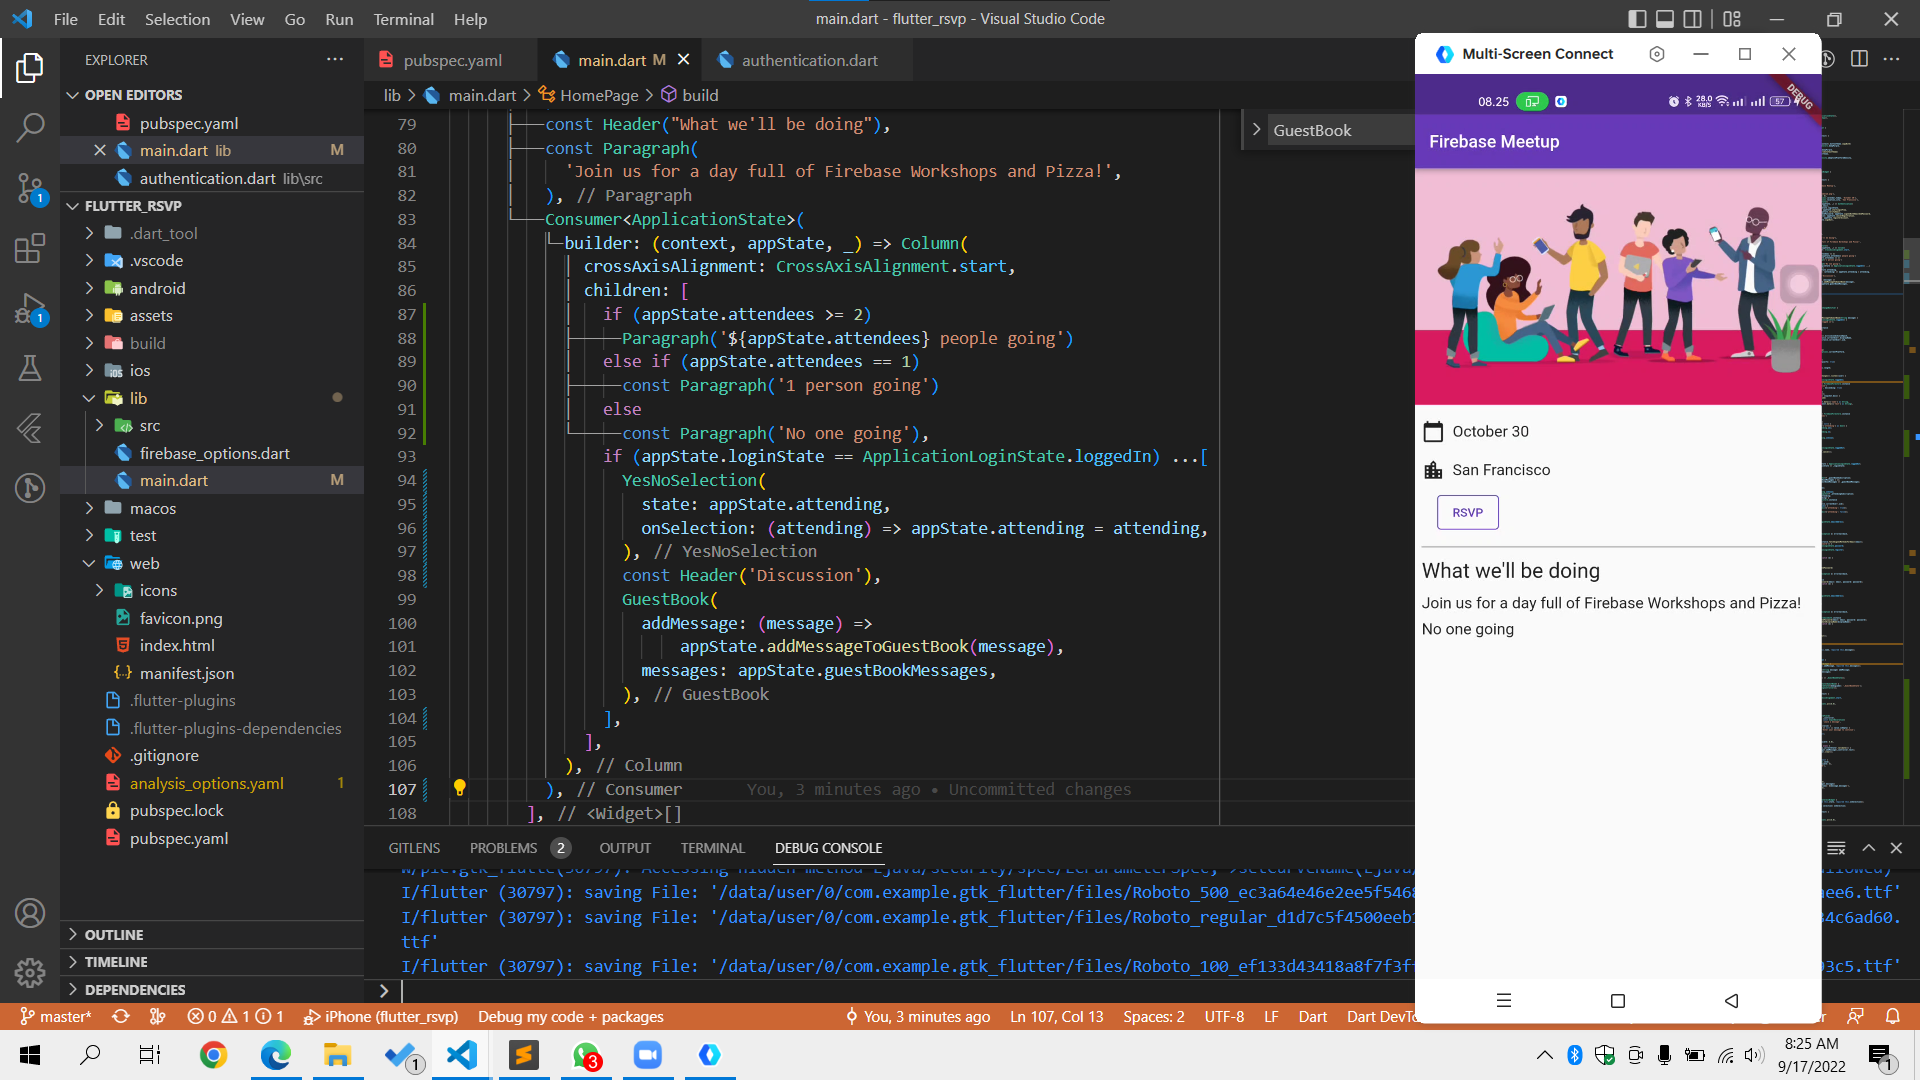 File Edit Selection View Go Run Terminal Help
main.dart - flutter_rsvp - Visual Studio Code
EXPLORER
OPEN EDITORS
pubspec.yaml
main.dart lib M
authentication.dart lib\src
FLUTTER_RSVP
.dart_tool
.vscode
android
assets
build
ios
lib
src
firebase_options.dart
main.dart M
macos
test
web
icons
favicon.png
index.html
manifest.json
.flutter-plugins
.flutter-plugins-dependencies
.gitignore
analysis_options.yaml 1
pubspec.lock
pubspec.yaml
OUTLINE
TIMELINE
DEPENDENCIES
1
1
pubspec.yaml
main.dart M
authentication.dart
lib > main.dart > HomePage > build
GuestBook
79 const Header("What we'll be doing"),
80 const Paragraph(
81 'Join us for a day full of Firebase Workshops and Pizza!',
82 ), // Paragraph
83 Consumer<ApplicationState>(
84 builder: (context, appState, _) => Column(
85 crossAxisAlignment: CrossAxisAlignment.start,
86 children: [
87 if (appState.attendees >= 2)
88 Paragraph('${appState.attendees} people going')
89 else if (appState.attendees == 1)
90 const Paragraph('1 person going')
91 else
92 const Paragraph('No one going'),
93 if (appState.loginState == ApplicationLoginState.loggedIn) ...[
94 YesNoSelection(
95 state: appState.attending,
96 onSelection: (attending) => appState.attending = attending,
97 ), // YesNoSelection
98 const Header('Discussion'),
99 GuestBook(
100 addMessage: (message) =>
101 appState.addMessageToGuestBook(message),
102 messages: appState.guestBookMessages,
103 ), // GuestBook
104 ],
105 ],
106 ), // Column
107 ), // Consumer You, 3 minutes ago • Uncommitted changes
108 ], // <Widget>[]
GITLENS PROBLEMS 2 OUTPUT TERMINAL DEBUG CONSOLE
I/flutter (30797): saving File: '/data/user/0/com.example.gtk_flutter/files/Roboto_500_ec3a64e46e2ee5f546
I/flutter (30797): saving File: '/data/user/0/com.example.gtk_flutter/files/Roboto_regular_d1d7c5f4500eeb
ttf'
I/flutter (30797): saving File: '/data/user/0/com.example.gtk_flutter/files/Roboto_100_ef133d43418a8f7f3f
Multi-Screen Connect
08.25
28.0 KB/S
57
DEBUG
Firebase Meetup
October 30
San Francisco
RSVP
What we'll be doing
Join us for a day full of Firebase Workshops and Pizza!
No one going
master* 0 1 1 iPhone (flutter_rsvp) Debug my code + packages You, 3 minutes ago Ln 107, Col 13 Spaces: 2 UTF-8 LF Dart
1
3
8:25 AM
9/17/2022
1